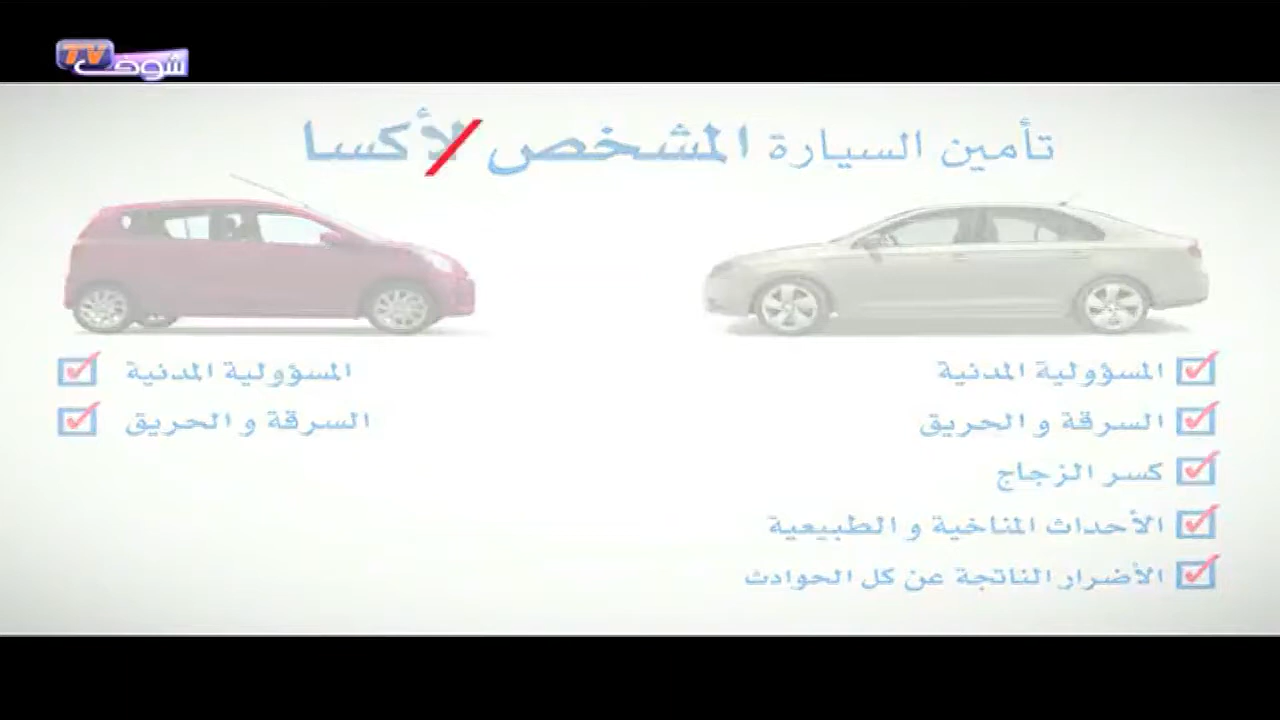 شوف TV
تأمين السيارة المشخص لأكسا
المسؤولية المدنية
السرقة و الحريق
كسر الزجاج
الأحداث المناخية و الطبيعية
الأضرار الناتجة عن كل الحوادث
المسؤولية المدنية
السرقة و الحريق